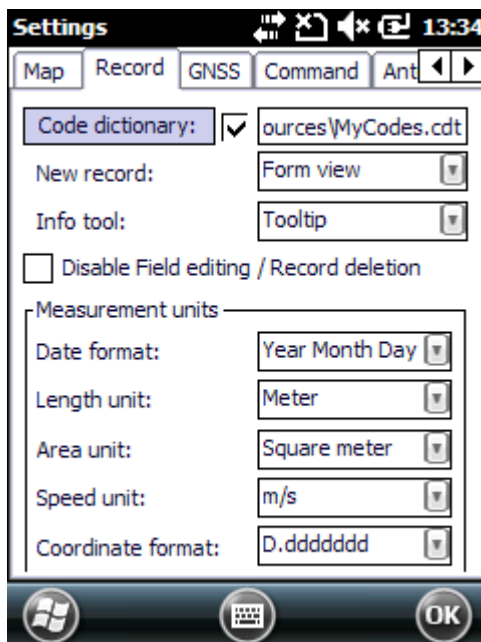 Settings 13:34
Map Record GNSS Command Ant
Code dictionary: ources\MyCodes.cdt
New record: Form view
Info tool: Tooltip
Disable Field editing / Record deletion
Measurement units
Date format: Year Month Day
Length unit: Meter
Area unit: Square meter
Speed unit: m/s
Coordinate format: D.ddddddd
OK